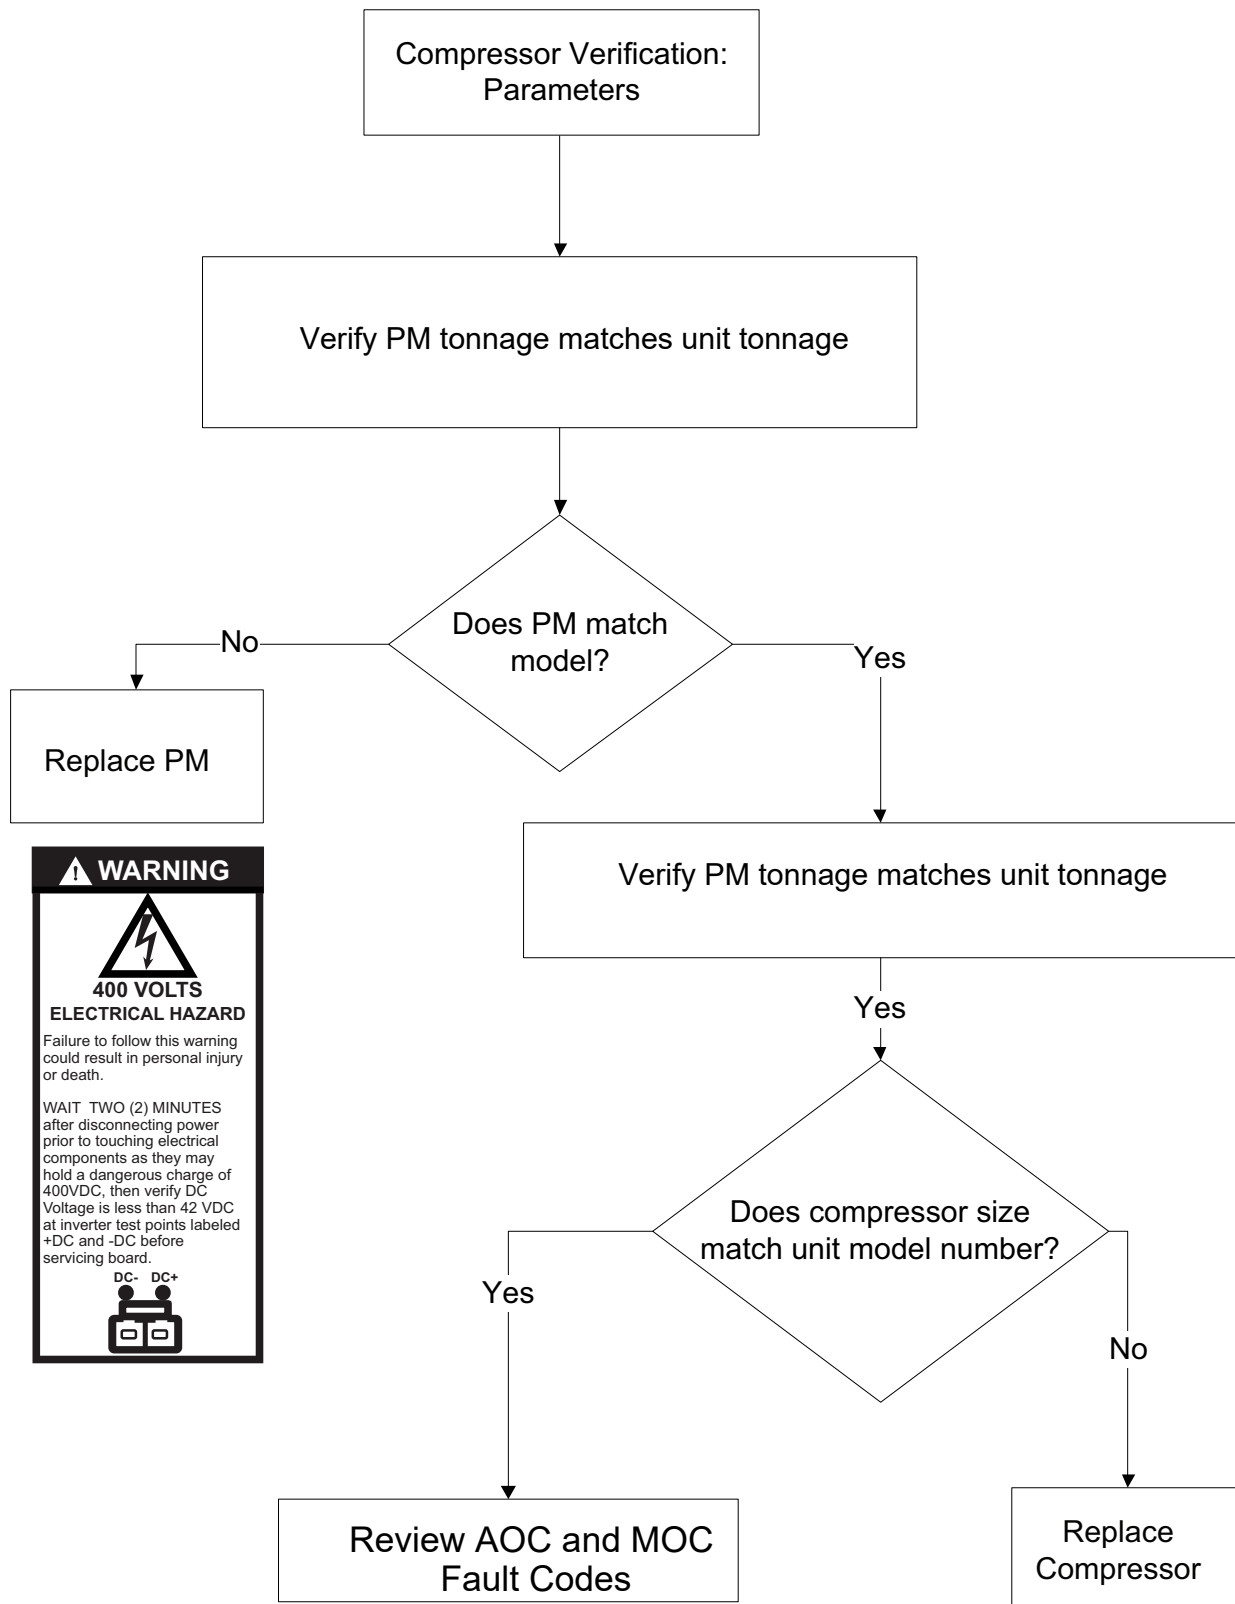 Compressor Verification:
Parameters
Verify PM tonnage matches unit tonnage
Does PM match
model?
No
Yes
Replace PM
Verify PM tonnage matches unit tonnage
Yes
Does compressor size
match unit model number?
Yes
No
Review AOC and MOC
Fault Codes
Replace
Compressor
! WARNING
400 VOLTS
ELECTRICAL HAZARD
Failure to follow this warning
could result in personal injury
or death.
WAIT TWO (2) MINUTES
after disconnecting power
prior to touching electrical
components as they may
hold a dangerous charge of
400VDC, then verify DC
Voltage is less than 42 VDC
at inverter test points labeled
+DC and -DC before
servicing board.
DC- DC+